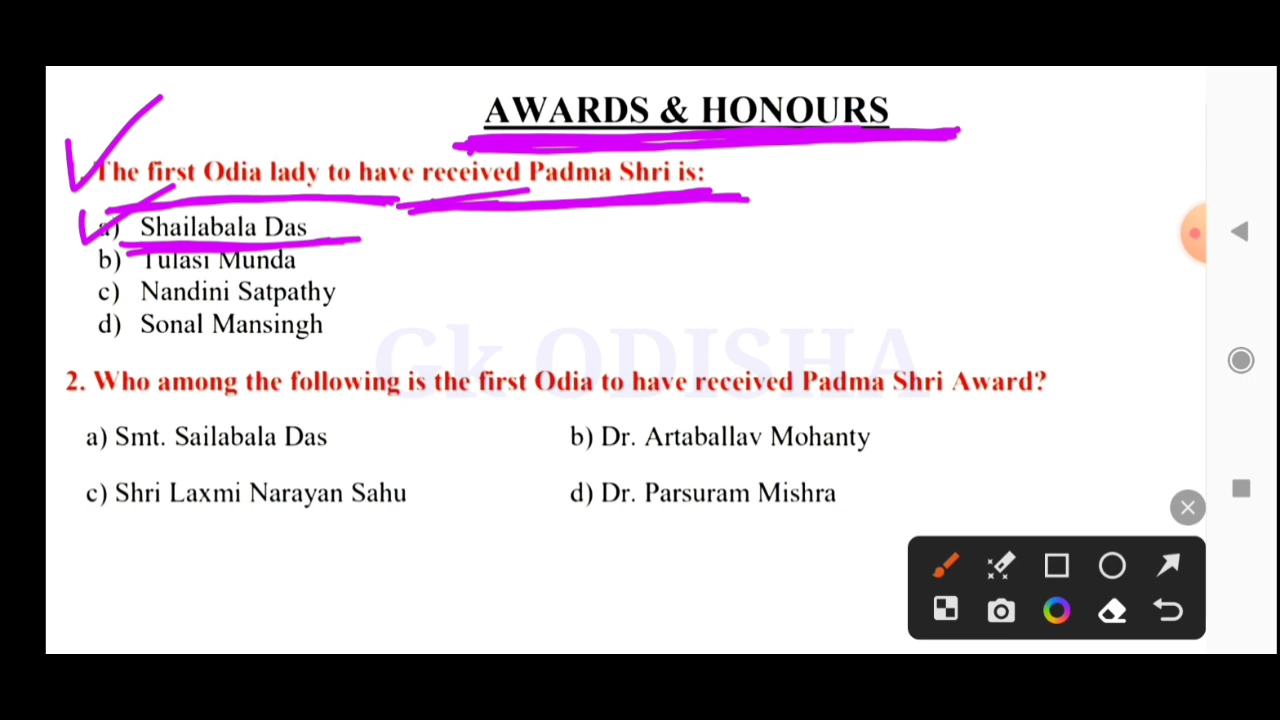 AWARDS & HONOURS
The first Odia lady to have received Padma Shri is:
a) Shailabala Das
b) Tulasi Munda
c) Nandini Satpathy
d) Sonal Mansingh
Gk ODISHA
2. Who among the following is the first Odia to have received Padma Shri Award?
a) Smt. Sailabala Das b) Dr. Artaballav Mohanty
c) Shri Laxmi Narayan Sahu d) Dr. Parsuram Mishra